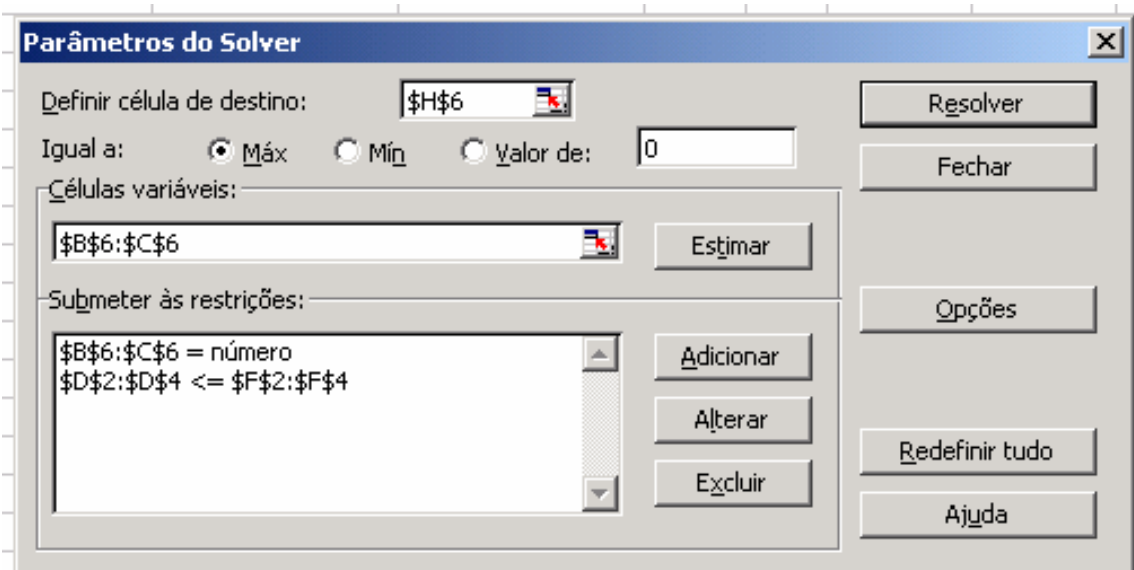 Parâmetros do Solver
Definir célula de destino: $H$6
Resolver
Igual a: Máx Mín Valor de: 0
Fechar
Células variáveis:
$B$6:$C$6
Estimar
Submeter às restrições:
Opções
$B$6:$C$6 = número
$D$2:$D$4 <= $F$2:$F$4
Adicionar
Alterar
Redefinir tudo
Excluir
Ajuda